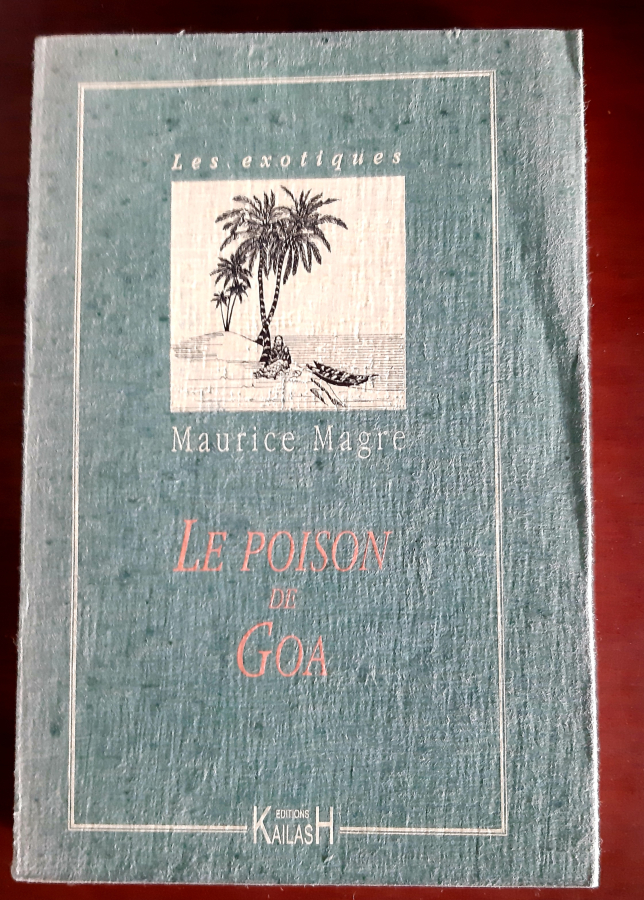 Les exotiques
Maurice Magre
LE POISON
DE
GOA
EDITIONS
KAILASH